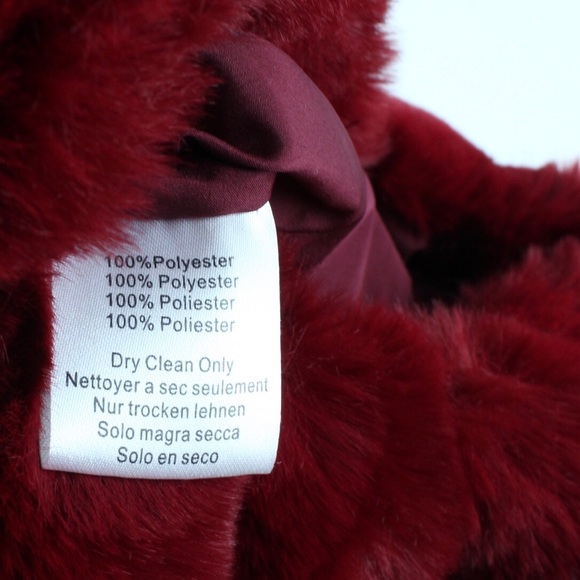 100%Polyester
100% Polyester
100% Poliester
100% Poliester
Dry Clean Only
Nettoyer a sec seulement
Nur trocken lehnen
Solo magra secca
Solo en seco